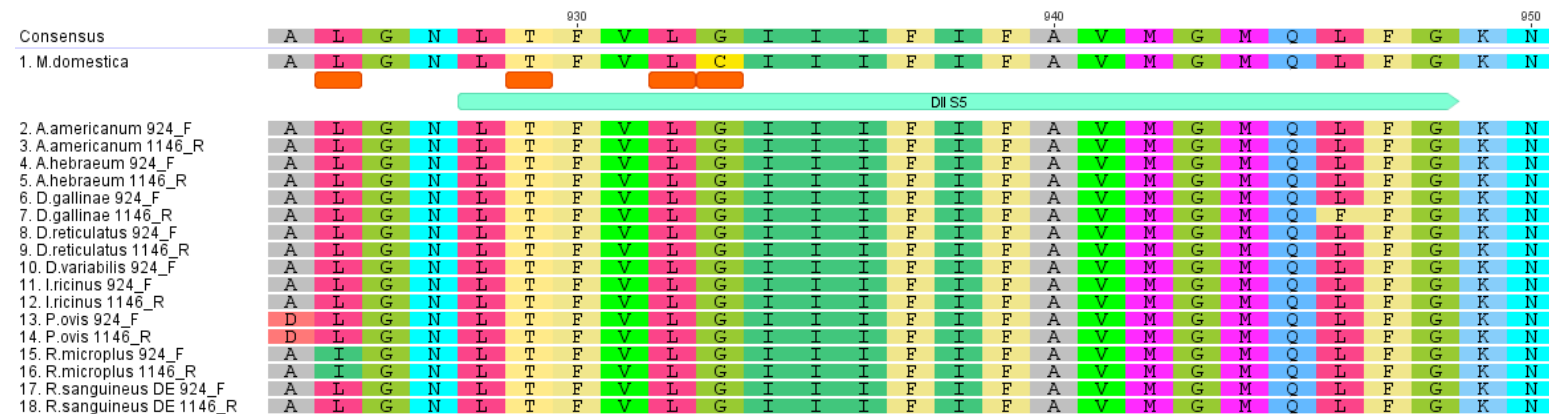 930 940 950
Consensus A L G N L T F V L G I I I F I F A V M G M Q L F G K N
1. M.domestica A L G N L T F V L C I I I F I F A V M G M Q L F G K N
DII S5
2. A.americanum 924_F A L G N L T F V L G I I I F I F A V M G M Q L F G K N
3. A.americanum 1146_R A L G N L T F V L G I I I F I F A V M G M Q L F G K N
4. A.hebraeum 924_F A L G N L T F V L G I I I F I F A V M G M Q L F G K N
5. A.hebraeum 1146_R A L G N L T F V L G I I I F I F A V M G M Q L F G K N
6. D.gallinae 924_F A L G N L T F V L G I I I F I F A V M G M Q L F G K N
7. D.gallinae 1146_R A L G N L T F V L G I I I F I F A V M G M Q F F G K N
8. D.reticulatus 924_F A L G N L T F V L G I I I F I F A V M G M Q L F G K N
9. D.reticulatus 1146_R A L G N L T F V L G I I I F I F A V M G M Q L F G K N
10. D.variabilis 924_F A L G N L T F V L G I I I F I F A V M G M Q L F G K N
11. I.ricinus 924_F A L G N L T F V L G I I I F I F A V M G M Q L F G K N
12. I.ricinus 1146_R A L G N L T F V L G I I I F I F A V M G M Q L F G K N
13. P.ovis 924_F D L G N L T F V L G I I I F I F A V M G M Q L F G K N
14. P.ovis 1146_R D L G N L T F V L G I I I F I F A V M G M Q L F G K N
15. R.microplus 924_F A I G N L T F V L G I I I F I F A V M G M Q L F G K N
16. R.microplus 1146_R A I G N L T F V L G I I I F I F A V M G M Q L F G K N
17. R.sanguineus DE 924_F A L G N L T F V L G I I I F I F A V M G M Q L F G K N
18. R.sanguineus DE 1146_R A L G N L T F V L G I I I F I F A V M G M Q L F G K N